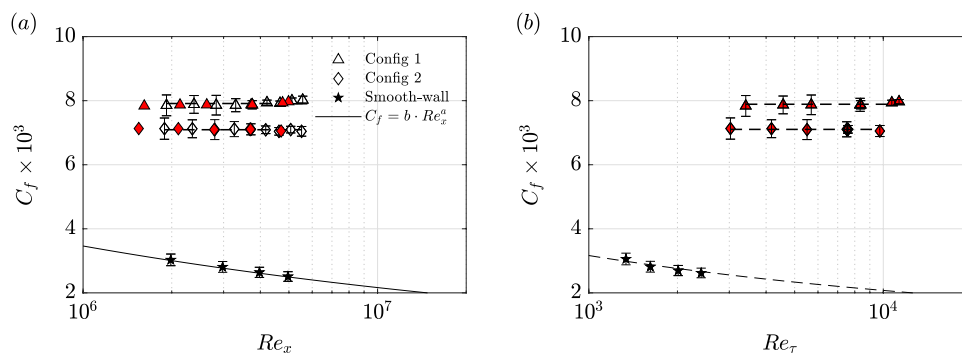 (a)
10
8
6
4
2
C_f × 10^3
10^6
10^7
Re_x
Config 1
Config 2
Smooth-wall
C_f = b · Re_x^a
(b)
10
8
6
4
2
C_f × 10^3
10^3
10^4
Re_τ